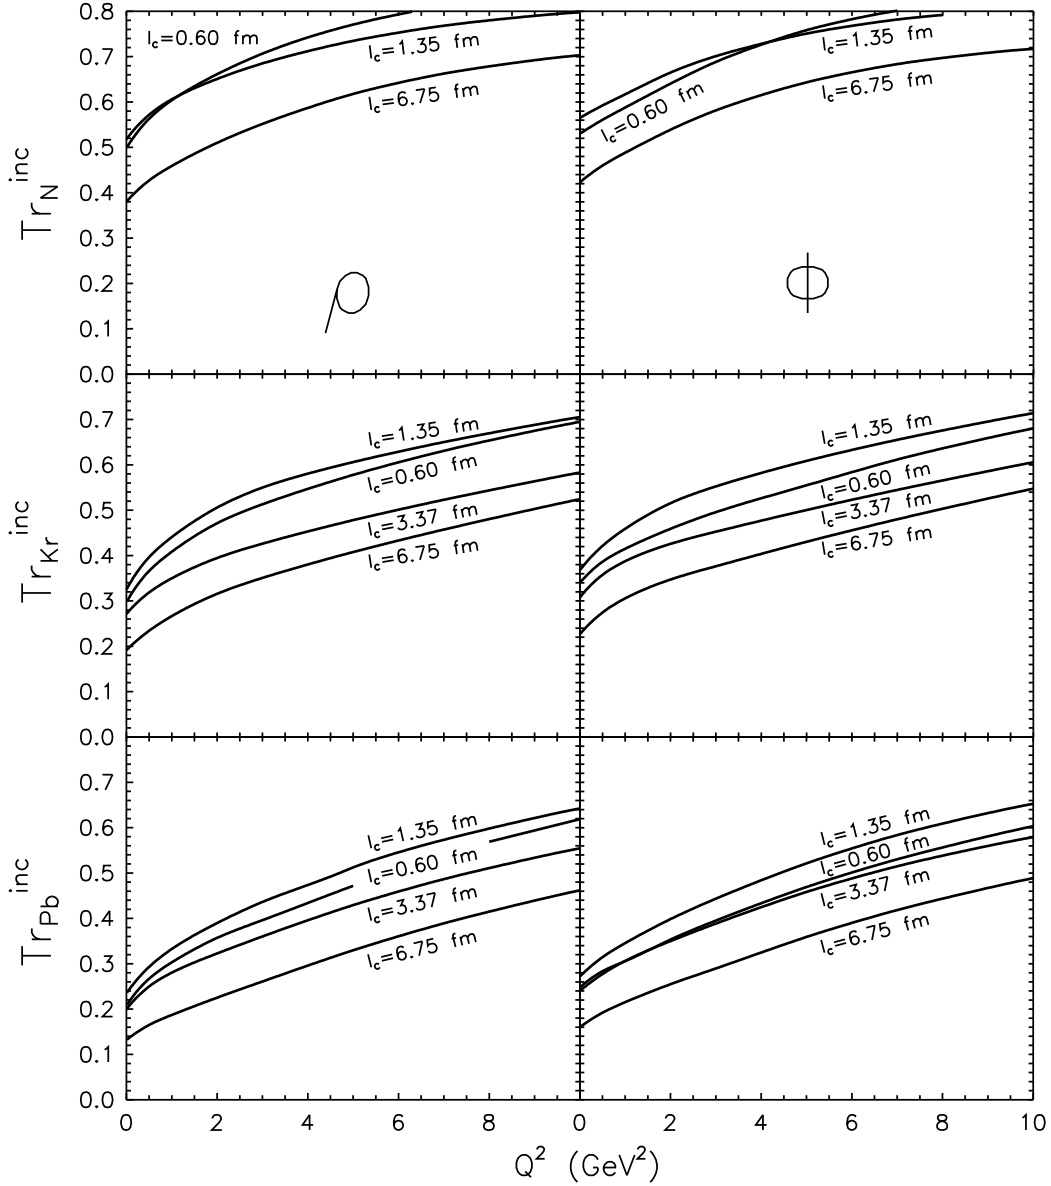 0.8
0.7
0.6
0.5
0.4
0.3
0.2
0.1
0.0
Tr_N^inc
l_c=0.60 fm
l_c=1.35 fm
l_c=6.75 fm
ρ
l_c=1.35 fm
l_c=0.60 fm
l_c=6.75 fm
Φ
0.7
0.6
0.5
0.4
0.3
0.2
0.1
0.0
Tr_Kr^inc
l_c=1.35 fm
l_c=0.60 fm
l_c=3.37 fm
l_c=6.75 fm
l_c=1.35 fm
l_c=0.60 fm
l_c=3.37 fm
l_c=6.75 fm
0.7
0.6
0.5
0.4
0.3
0.2
0.1
0.0
Tr_Pb^inc
l_c=1.35 fm
l_c=0.60 fm
l_c=3.37 fm
l_c=6.75 fm
l_c=1.35 fm
l_c=0.60 fm
l_c=3.37 fm
l_c=6.75 fm
0 2 4 6 8 0 2 4 6 8 10
Q² (GeV²)